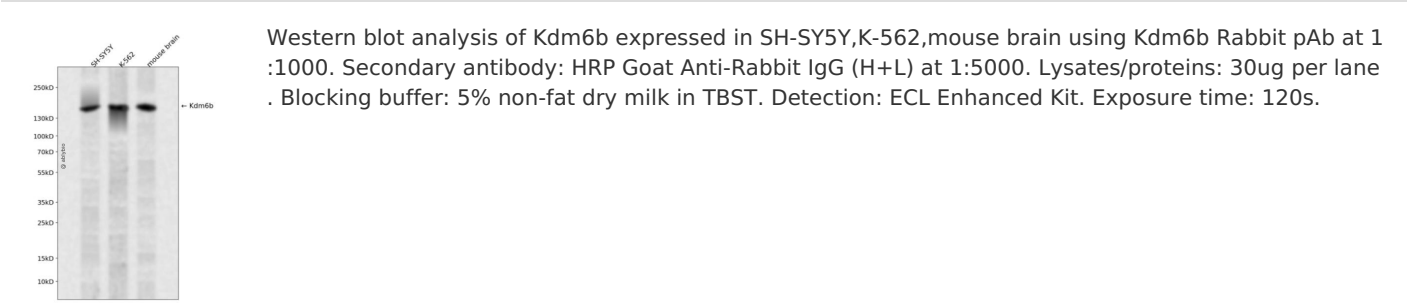 Western blot analysis of Kdm6b expressed in SH-SY5Y,K-562,mouse brain using Kdm6b Rabbit pAb at 1
:1000. Secondary antibody: HRP Goat Anti-Rabbit IgG (H+L) at 1:5000. Lysates/proteins: 30ug per lane
. Blocking buffer: 5% non-fat dry milk in TBST. Detection: ECL Enhanced Kit. Exposure time: 120s.
SH-SY5Y
K-562
mouse brain
250kD
← Kdm6b
130kD
100kD
70kD
55kD
35kD
25kD
15kD
10kD